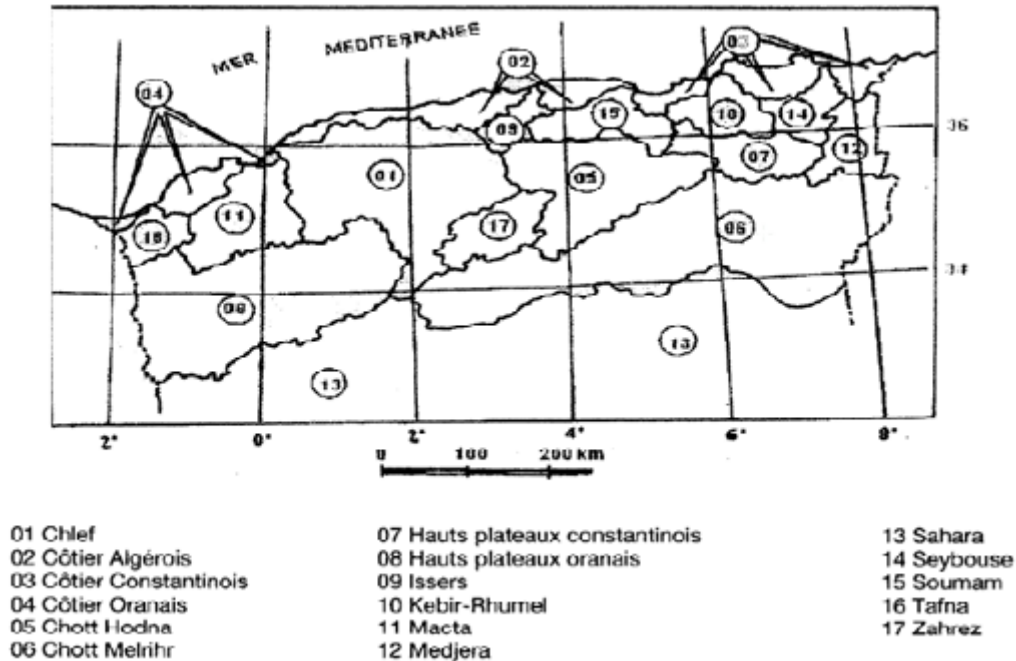 MER MEDITERRANEE
04
02
03
09
15
10
14
07
12
01
05
11
16
17
06
08
13
13
36
34
2° 0° 2° 4° 6° 8°
0 100 200 km
01 Chlef
02 Côtier Algérois
03 Côtier Constantinois
04 Côtier Oranais
05 Chott Hodna
06 Chott Melrihr
07 Hauts plateaux constantinois
08 Hauts plateaux oranais
09 Issers
10 Kebir-Rhumel
11 Macta
12 Medjera
13 Sahara
14 Seybouse
15 Soumam
16 Tafna
17 Zahrez